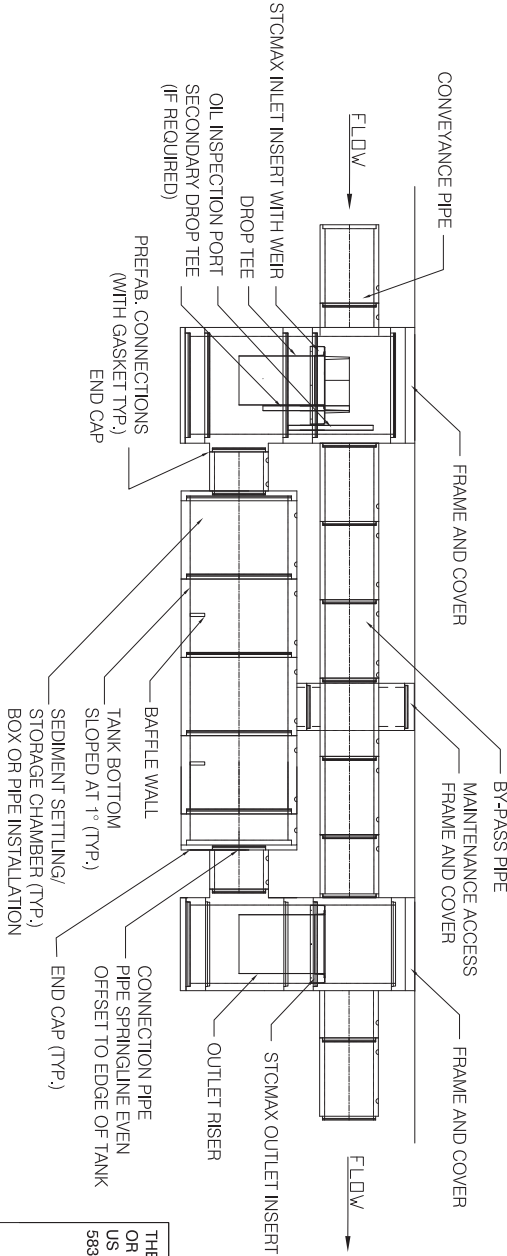 CONVEYANCE PIPE
FLOW
FRAME AND COVER
BY-PASS PIPE
MAINTENANCE ACCESS
FRAME AND COVER
FRAME AND COVER
FLOW
STCMAX INLET INSERT WITH WEIR
DROP TEE
OIL INSPECTION PORT
SECONDARY DROP TEE
(IF REQUIRED)
PREFAB. CONNECTIONS
(WITH GASKET TYP.)
END CAP
BAFFLE WALL
TANK BOTTOM
SLOPED AT 1° (TYP.)
SEDIMENT SETTLING/
STORAGE CHAMBER (TYP.)
BOX OR PIPE INSTALLATION
END CAP (TYP.)
CONNECTION PIPE
PIPE SPRINGLINE EVEN
OFFSET TO EDGE OF TANK
OUTLET RISER
STCMAX OUTLET INSERT
THE
OR
US
583